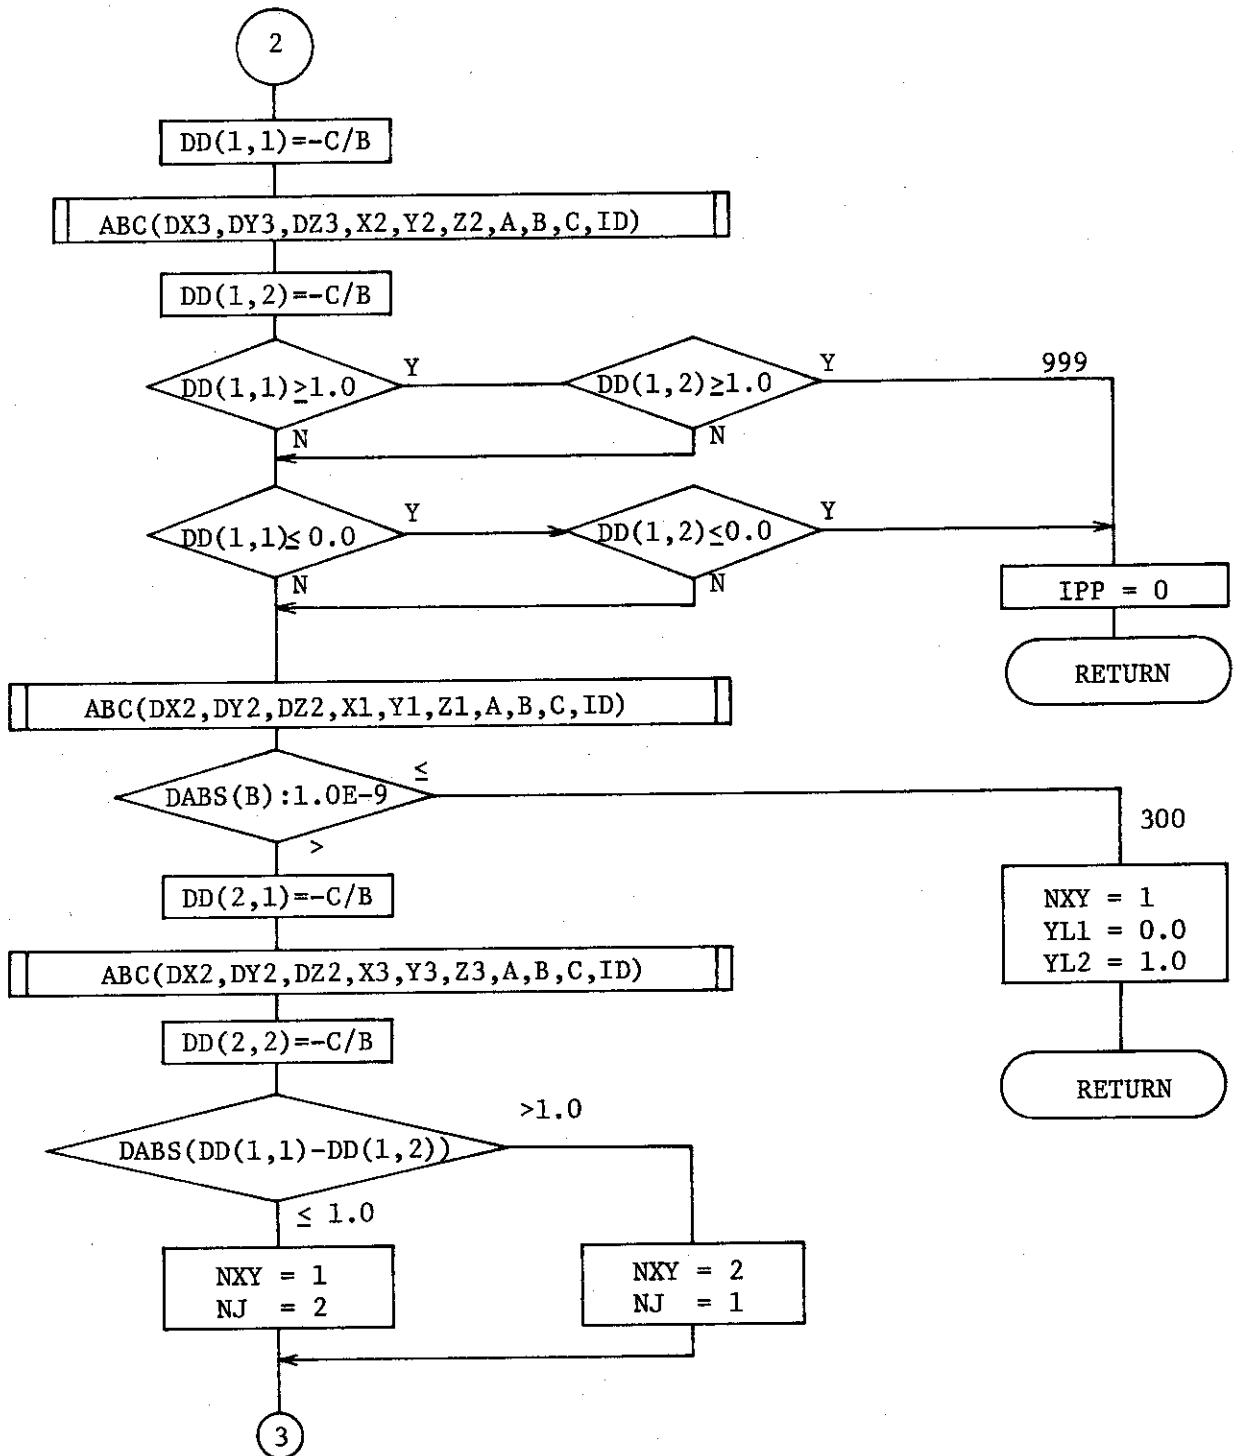 2
DD(1,1)=-C/B
ABC(DX3,DY3,DZ3,X2,Y2,Z2,A,B,C,ID)
DD(1,2)=-C/B
DD(1,1)≥1.0
Y
DD(1,2)≥1.0
Y
999
N
N
DD(1,1)≤0.0
Y
DD(1,2)≤0.0
Y
N
N
IPP = 0
RETURN
ABC(DX2,DY2,DZ2,X1,Y1,Z1,A,B,C,ID)
DABS(B):1.0E-9
≤
300
>
NXY = 1
YL1 = 0.0
YL2 = 1.0
RETURN
DD(2,1)=-C/B
ABC(DX2,DY2,DZ2,X3,Y3,Z3,A,B,C,ID)
DD(2,2)=-C/B
DABS(DD(1,1)-DD(1,2))
>1.0
≤ 1.0
NXY = 1
NJ = 2
NXY = 2
NJ = 1
3